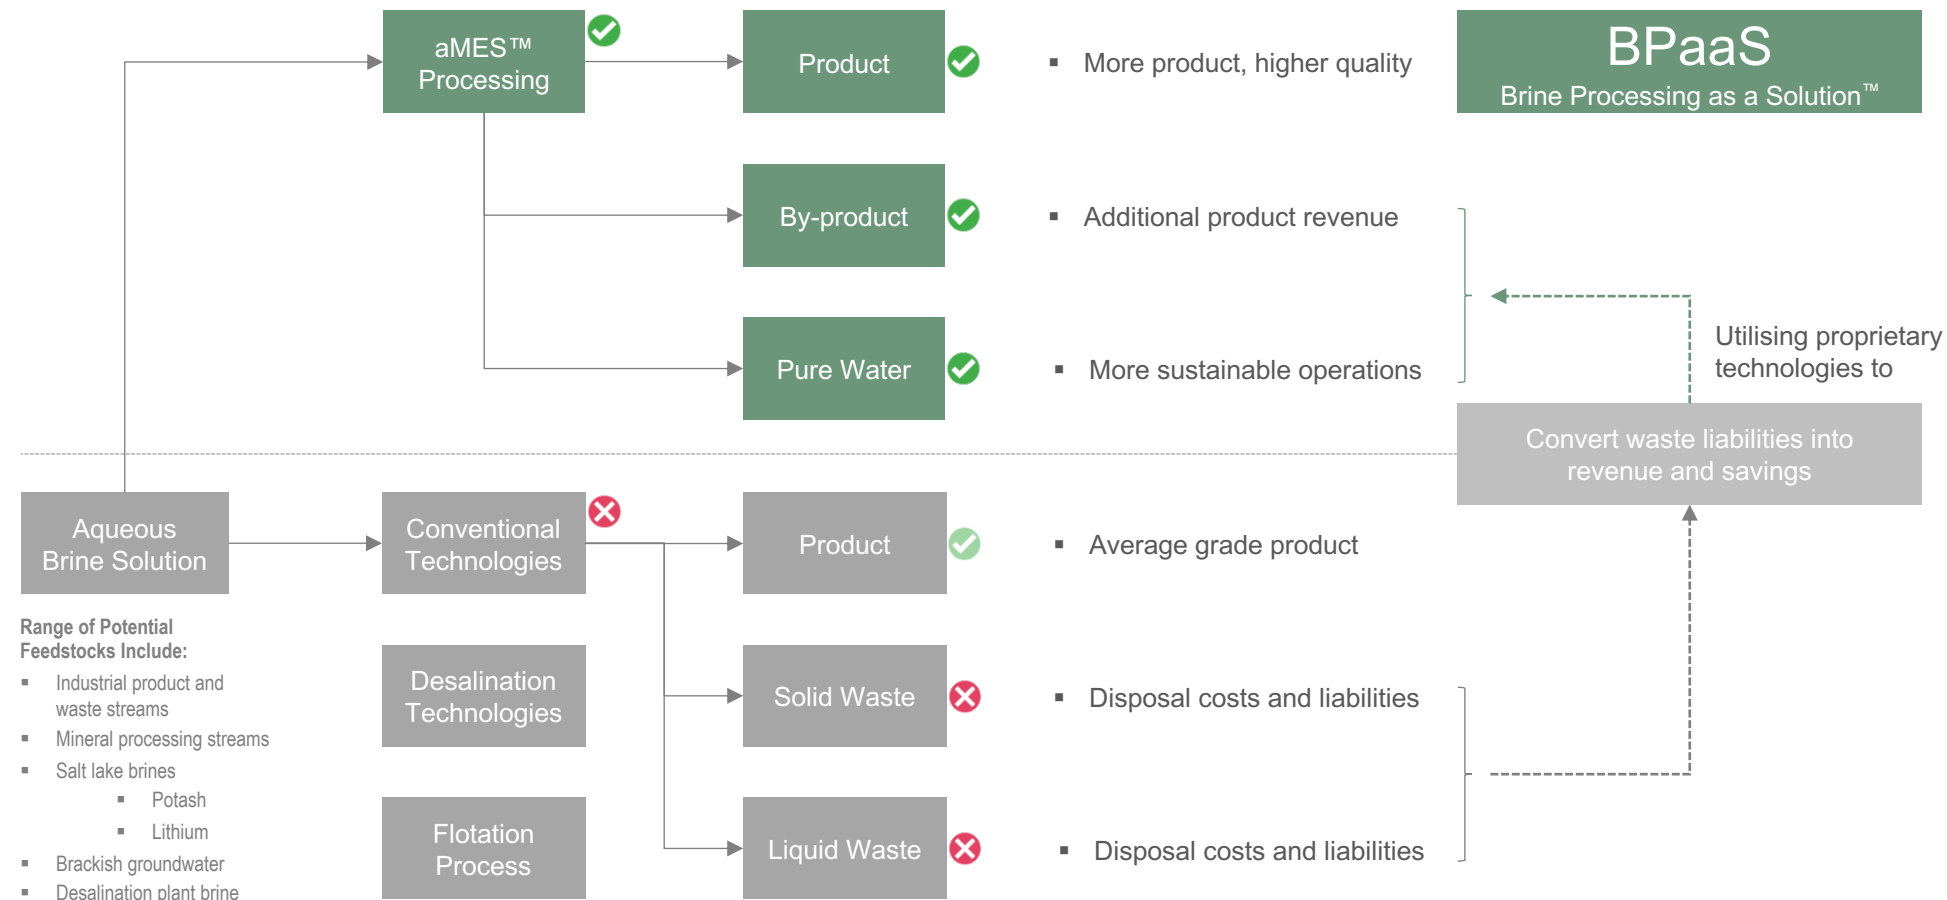 aMES™
Processing
Product
▪ More product, higher quality
BPaaS
Brine Processing as a Solution™
By-product
▪ Additional product revenue
Pure Water
▪ More sustainable operations
Utilising proprietary
technologies to
Convert waste liabilities into
revenue and savings
Aqueous
Brine Solution
Conventional
Technologies
Product
▪ Average grade product
Range of Potential
Feedstocks Include:
▪ Industrial product and
waste streams
▪ Mineral processing streams
▪ Salt lake brines
▪ Potash
▪ Lithium
▪ Brackish groundwater
▪ Desalination plant brine
Desalination
Technologies
Solid Waste
▪ Disposal costs and liabilities
Flotation
Process
Liquid Waste
▪ Disposal costs and liabilities